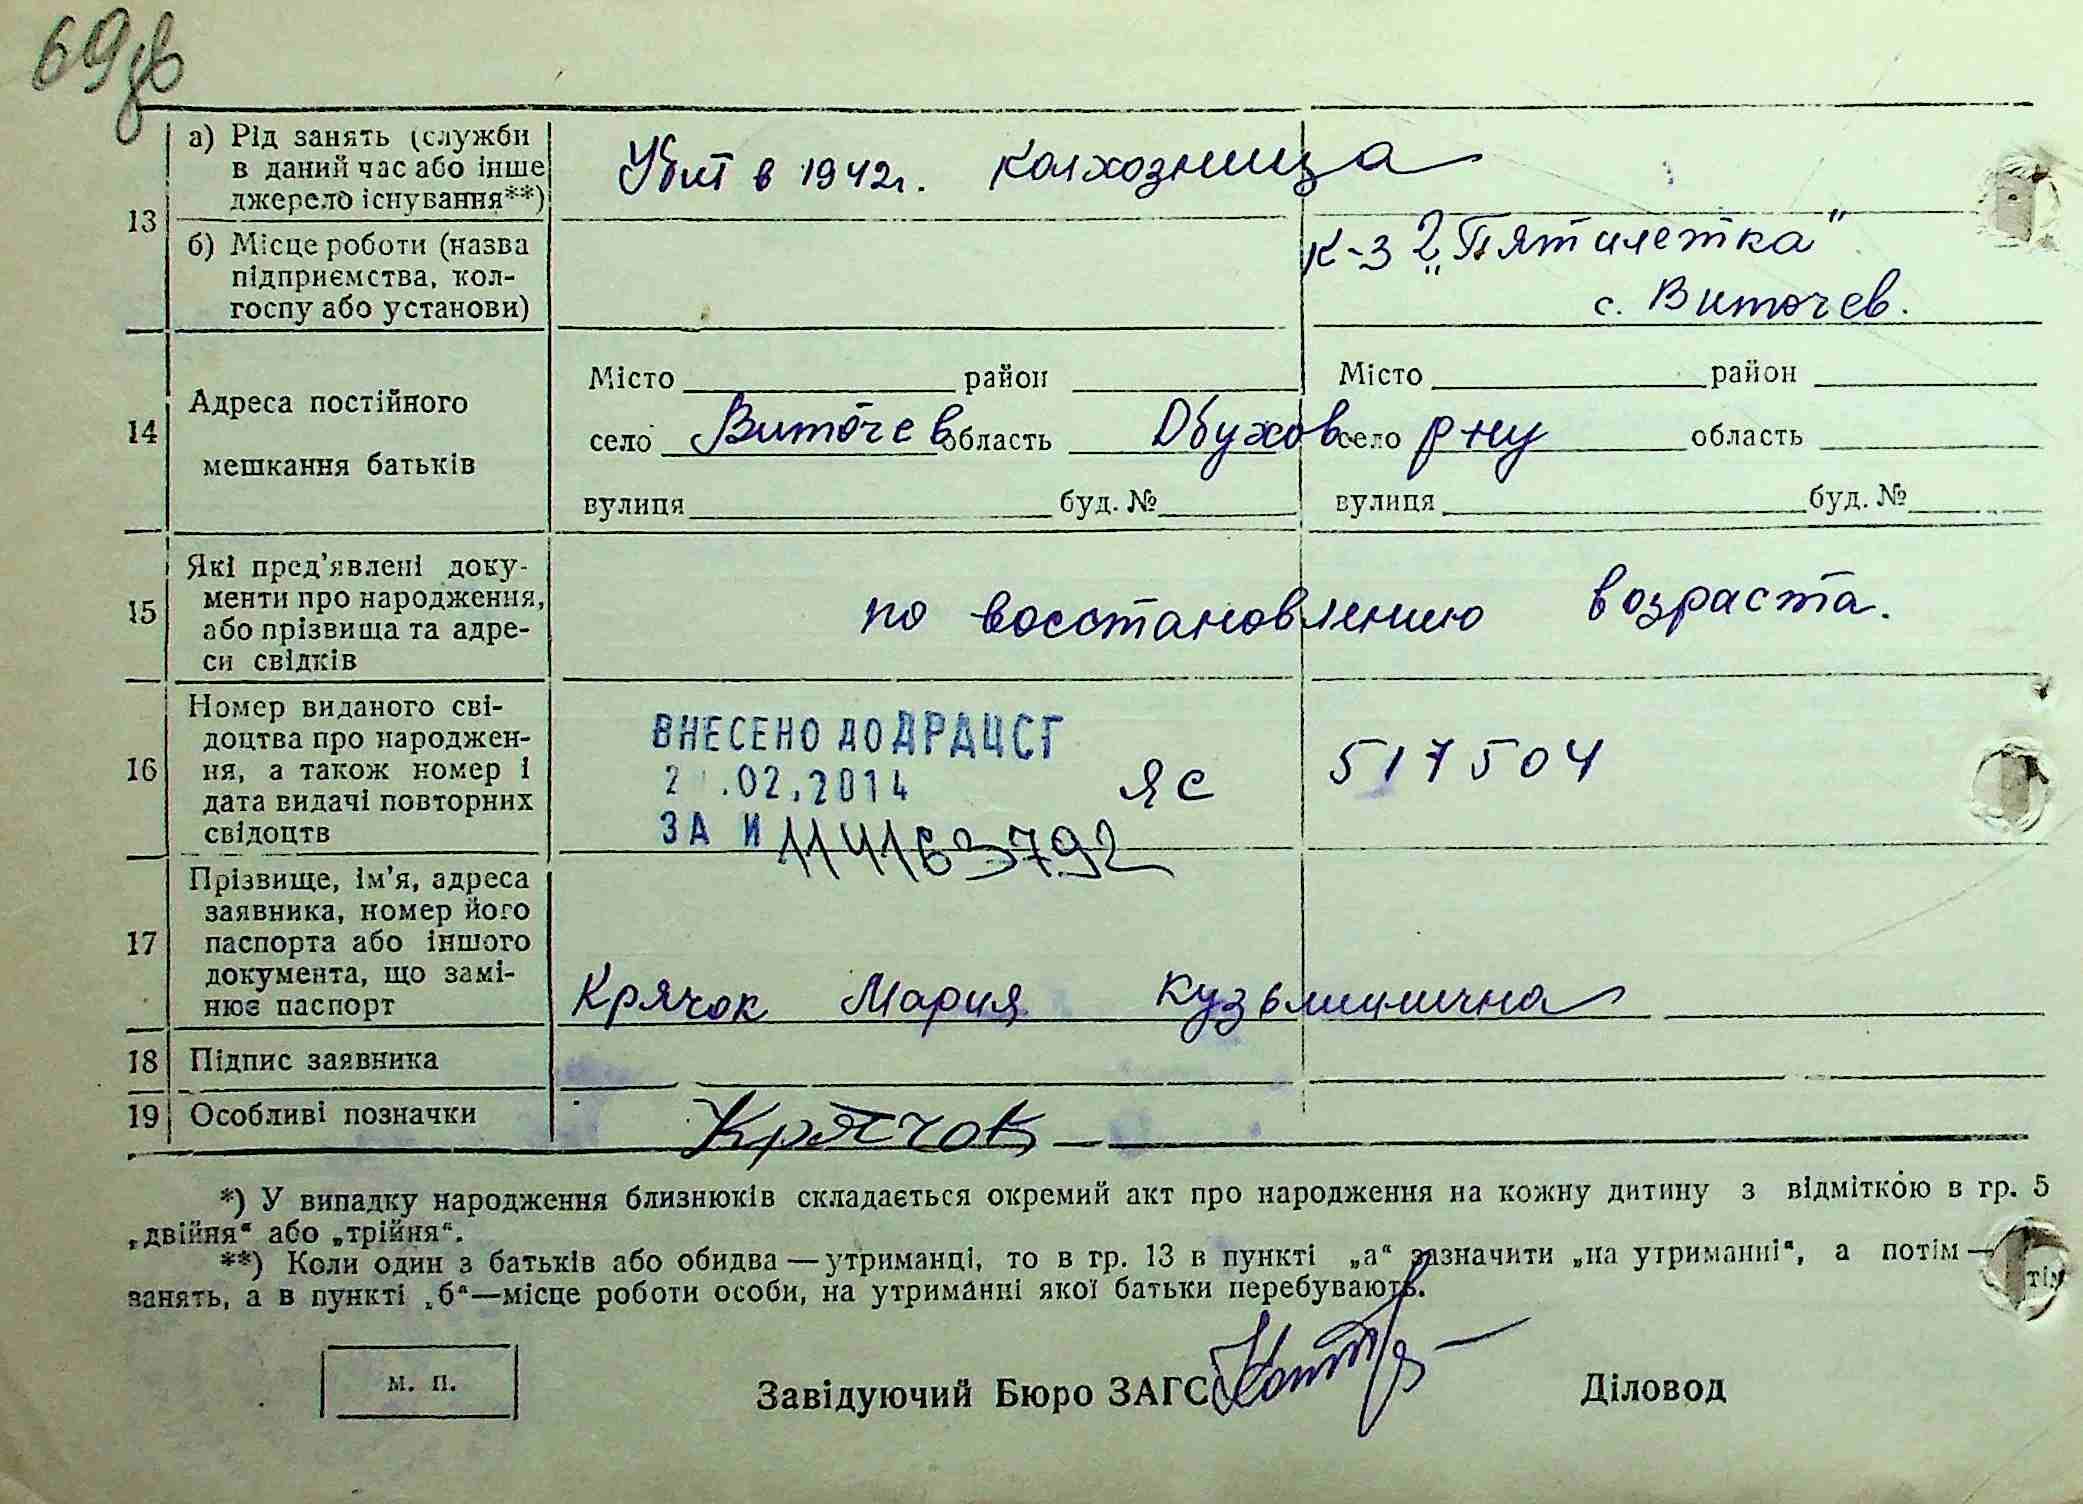 69зв
13
а) Рід занять (служби
в даний час або інше
джерело існування**)
Убит в 1942г. Колхозница
б) Місце роботи (назва
підприємства, кол-
госпу або установи)
к-з 2 „Пятилетка"
с. Виточев.
14
Адреса постійного
мешкання батьків
Місто район Місто район
село Виточев область Обухов село р-ну область
вулиця буд. № вулиця буд. №
15
Які пред'явлені доку-
менти про народження,
або прізвища та адре-
си свідків
по восстановлению возраста.
16
Номер виданого сві-
доцтва про народжен-
ня, а також номер і
дата видачі повторних
свідоцтв
ВНЕСЕНО ДО ДРАЦСГ
2 .02.2014
ЗА И 114163792
ЯС 517504
17
Прізвище, ім'я, адреса
заявника, номер його
паспорта або іншого
документа, що замі-
нює паспорт
Крячок Мария Кузьминична
18 Підпис заявника
19 Особливі позначки
Крячок
*) У випадку народження близнюків складається окремий акт про народження на кожну дитину з відміткою в гр. 5
„двійня" або „трійня".
**) Коли один з батьків або обидва — утриманці, то в гр. 13 в пункті „а" зазначити „на утриманні", а потім —
занять, а в пункті „б"—місце роботи особи, на утриманні якої батьки перебувають.
м. п.
Завідуючий Бюро ЗАГС
Діловод